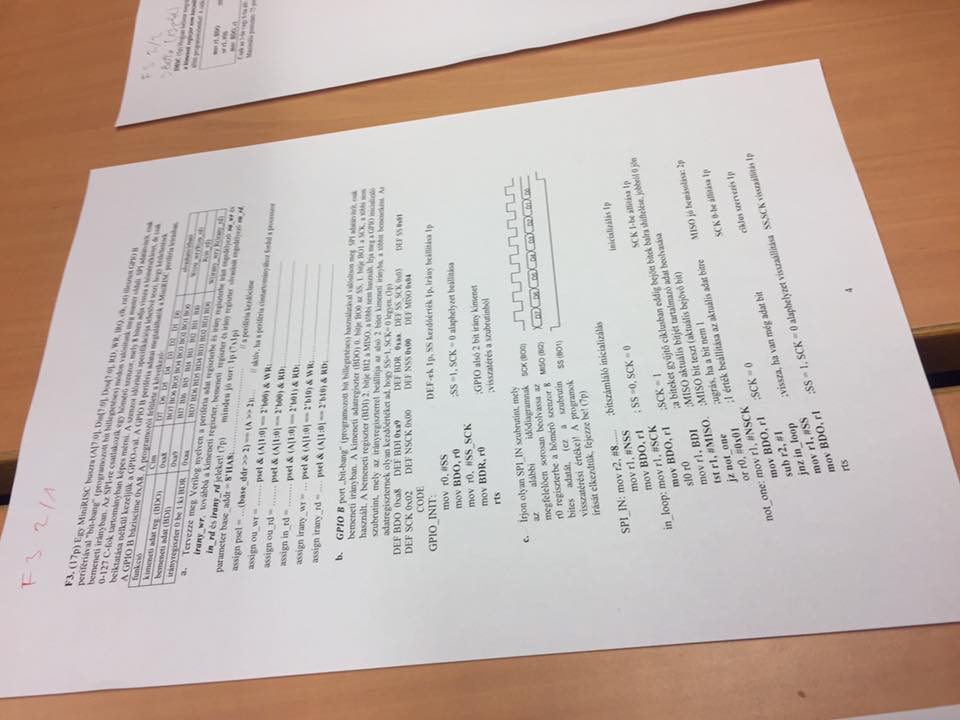 F3 2/1
F3. (17p) Egy MiniRISC buszra (A[7:0], Din[7:0], Dout[7:0], RD, WR, IRQ, clk, rst) illesztett GPIO B
perifériával "bit-bang" (programozott bit billegtetéses) módon valósítunk meg master oldali SPI adatátvitelt, csak
bemeneti irányban. Az SPI-re csatlakozik egy hőmérő szenzor, mely 8 biten adja vissza a hőmérsékletet, és csak
0-127 C-fok tartományban képes mérni. A szenzor időzítési specifikációja lehetővé teszi, hogy késleltetések
beiktatása nélkül kezeljük a GPIO-val. A GPIO B periféria adatai megtalálhatók a MiniRISC periféria leírásban.
A GPIO B báziscíme 0xA8. A programozói felülete a következő:
funkció Cím D7 D6 D5 D4 D3 D2 D1 D0
kimeneti adat reg. (BDO) 0xa8 BO7 BO6 BO5 BO4 BO3 BO2 BO1 BO0
bemeneti adat (BDI) 0xa9 BI7 BI6 BI5 BI4 BI3 BI2 BI1 BI0
irányregiszter 0 be 1 ki BDR 0xaa BD7 BD6 BD5 BD4 BD3 BD2 BD1 BD0
a. Tervezze meg Verilog nyelven a periféria adat regiszterbe és irány regiszterbe írást engedélyező ou_wr és
irany_wr, továbbá a kimeneti regiszter, bemeneti regiszter és irány regiszter olvasását engedélyező ou_rd,
in_rd és irany_rd jeleket! (7p) minden jó sor: 1p (7x1p)
parameter base_addr = 8'HA8; // a periféria kezdőcíme
assign psel = ...(base_ddr >> 2) == (A >> 2);... // aktív, ha a periféria címtartományához fordul a processzor
assign ou_wr = ....... psel & (A[1:0] == 2'b00) & WR;
assign ou_rd = ....... psel & (A[1:0] == 2'b00) & RD;
assign in_rd = ........ psel & (A[1:0] == 2'b01) & RD;
assign irany_wr = ... psel & (A[1:0] == 2'b10) & WR;
assign irany_rd = .... psel & (A[1:0] == 2'b10) & RD;
b. GPIO B port „bit-bang” (programozott bit billegtetéses) használatával valósítson meg SPI adatátvitelt, csak
bemeneti irányban. A kimeneti adatregiszter (BDO) 0. bitje BO0 az SS, 1. bitje BO1 a SCK, a többi nem
használt. A bemeneti regiszter (BDI) 2. bitje BI2 a MISO, a többi nem használt. Írja meg a GPIO inicializáló
szubrutint, mely az irányregiszterrel beállítja az alsó 2 bitet kimeneti irányba, a többit bemenetként. Az
adatregiszternek olyan kezdőértéket ad, hogy SS=1, SCK= 0 legyen. (3p)
DEF BDO 0xa8 DEF BDI 0xa9 DEF BDR 0xaa DEF SS_SCK 0x03 DEF SS 0x01
DEF SCK 0x02 DEF NSCK 0x00 DEF NSS 0x00 DEF MISO 0x04
CODE
GPIO_INIT: DEF-ek 1p, SS kezdőérték 1p, irány beállítása 1p
mov r0, #SS
mov BDO, r0 ;SS =1, SCK = 0 alaphelyzet beállítása
mov r0, #SS_SCK
mov BDR, r0 ;GPIO alsó 2 bit irány kimenet
rts ;visszatérés a szubrutinból
c. Írjon olyan SPI_IN szubrutint, mely
az alábbi idődiagramnak
megfelelően sorosan beolvassa az
r0 regiszterbe a hőmérő szenzor 8
bites adatát, (ez a szubrutin
visszatérési értéke)! A programok
írását elkezdtük, fejezze be! (7p)
SCK (BO0)
MISO (BI2) D7 D6 D5 D4 D3 D2 D1 D0
SS (BO1)
SPI_IN: mov r2, #8...... ;bitszámláló inicializálás
mov r1, #NSS inicializálás 1p
mov BDO, r1 ; SS =0, SCK = 0
in_loop: mov r1, #SCK SCK 1-be állítása 1p
mov BDO, r1 ;SCK = 1
sl0 r0 ;a biteket gyűjtő ciklusban eddig bejött bitek balra shiftelése, jobbról 0 jön
mov r1, BDI ;MISO aktuális bitjét tartalmazó adat beolvasása
tst r1, #MISO. ;MISO bit teszt (aktuális bejövő bit)
jz not_one ;ugrás, ha a bit nem 1 MISO jó bemásolása: 2p
or r0, #0x01 ;1 érték beállítása az aktuális adat bitre
not_one: mov r1, #NSCK SCK 0-be állítása 1p
mov BDO, r1 ;SCK = 0
sub r2, #1 ciklus szervezés 1p
jnz in_loop ;vissza, ha van még adat bit
mov r1, #SS
mov BDO, r1 ;SS = 1, SCK = 0 alaphelyzet visszaállítása SS,SCK visszaállítás 1p
rts
4
F3 2/2
mov r1, BDO
mov BDO, r1